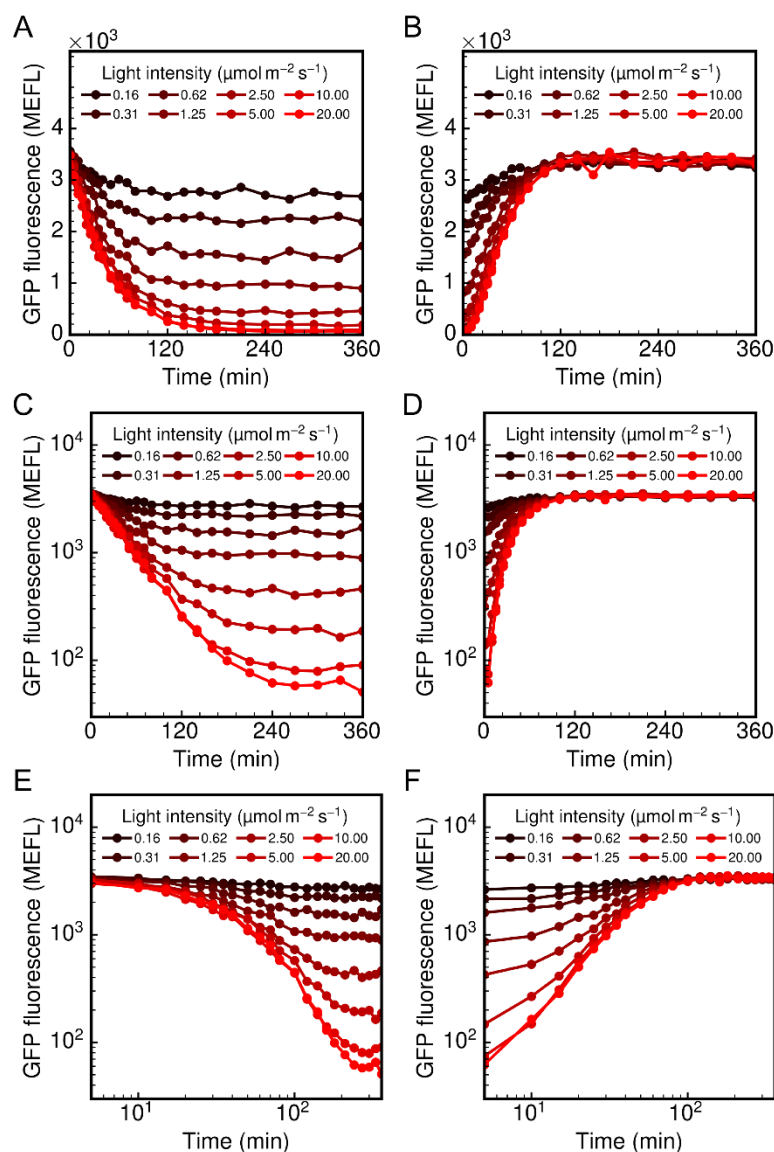 A
×10³
Light intensity (μmol m⁻² s⁻¹)
0.16 0.62 2.50 10.00
0.31 1.25 5.00 20.00
GFP fluorescence (MEFL)
4
3
2
1
0
0 120 240 360
Time (min)
B
×10³
Light intensity (μmol m⁻² s⁻¹)
0.16 0.62 2.50 10.00
0.31 1.25 5.00 20.00
GFP fluorescence (MEFL)
4
3
2
1
0
0 120 240 360
Time (min)
C
Light intensity (μmol m⁻² s⁻¹)
0.16 0.62 2.50 10.00
0.31 1.25 5.00 20.00
GFP fluorescence (MEFL)
10⁴
10³
10²
0 120 240 360
Time (min)
D
Light intensity (μmol m⁻² s⁻¹)
0.16 0.62 2.50 10.00
0.31 1.25 5.00 20.00
GFP fluorescence (MEFL)
10⁴
10³
10²
0 120 240 360
Time (min)
E
Light intensity (μmol m⁻² s⁻¹)
0.16 0.62 2.50 10.00
0.31 1.25 5.00 20.00
GFP fluorescence (MEFL)
10⁴
10³
10²
10¹ 10²
Time (min)
F
Light intensity (μmol m⁻² s⁻¹)
0.16 0.62 2.50 10.00
0.31 1.25 5.00 20.00
GFP fluorescence (MEFL)
10⁴
10³
10²
10¹ 10²
Time (min)